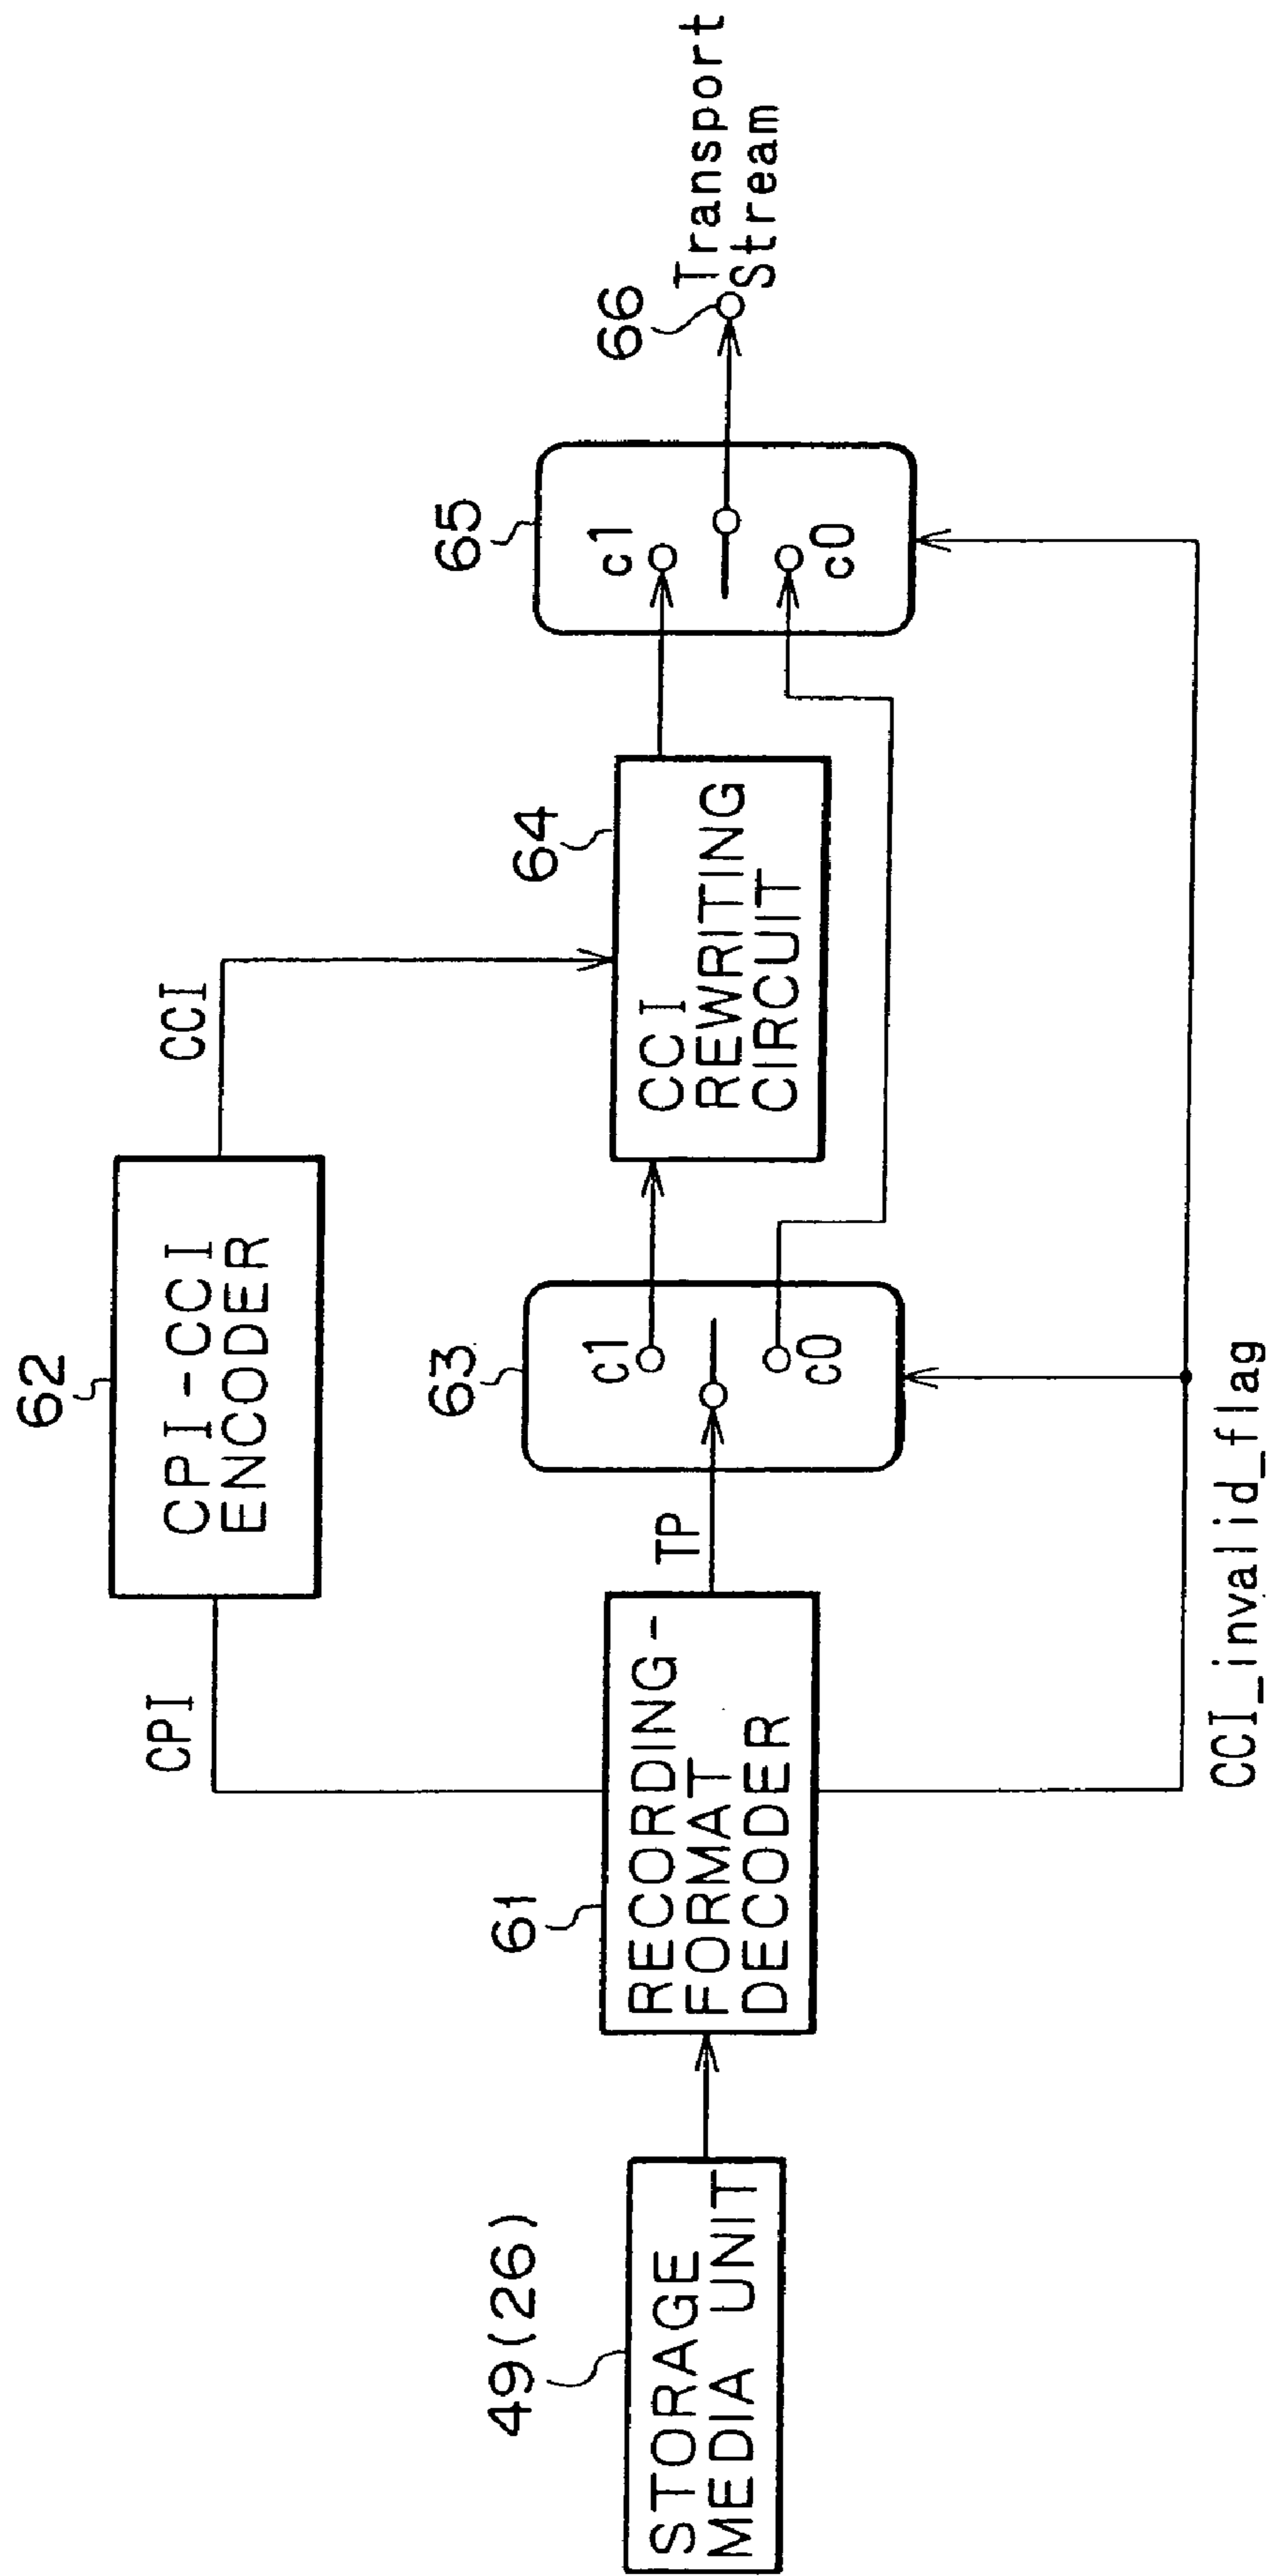 49(26)
STORAGE
MEDIA UNIT
61
RECORDING-
FORMAT
DECODER
CPI
62
CPI-CCI
ENCODER
CCI
TP
63
c1
c0
64
CCI
REWRITING
CIRCUIT
65
c1
c0
66
Transport
Stream
CCI_invalid_flag